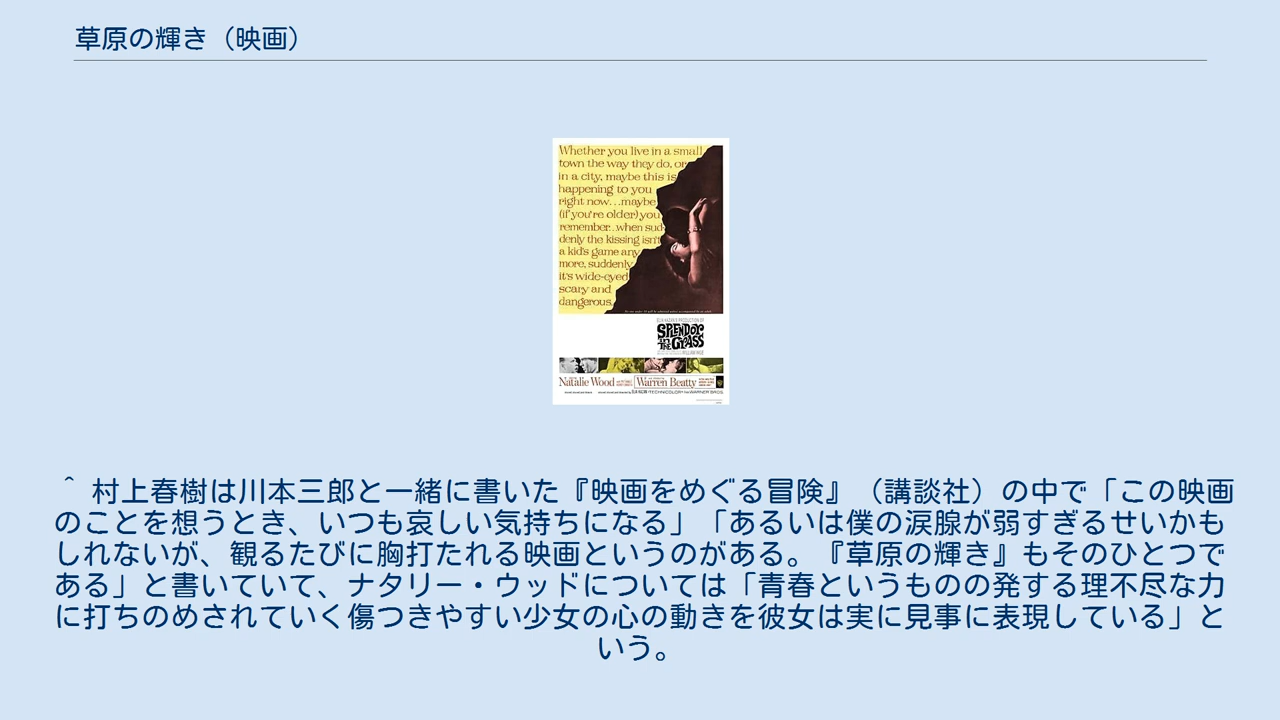 草原の輝き（映画）
Whether you live in a small
town the way they do, or
in a city, maybe this is
happening to you
right now...maybe
(if you're older) you
remember...when sud-
denly the kissing isn't
a kid's game any
more, suddenly
it's wide-eyed
scary and
dangerous.
SPLENDOR
IN
THE GRASS
Natalie Wood
Warren Beatty
TECHNICOLOR WARNER BROS
^ 村上春樹は川本三郎と一緒に書いた『映画をめぐる冒険』（講談社）の中で「この映画
のことを想うとき、いつも哀しい気持ちになる」「あるいは僕の涙腺が弱すぎるせいかも
しれないが、観るたびに胸打たれる映画というのがある。『草原の輝き』もそのひとつで
ある」と書いていて、ナタリー・ウッドについては「青春というものの発する理不尽な力
に打ちのめされていく傷つきやすい少女の心の動きを彼女は実に見事に表現している」と
いう。